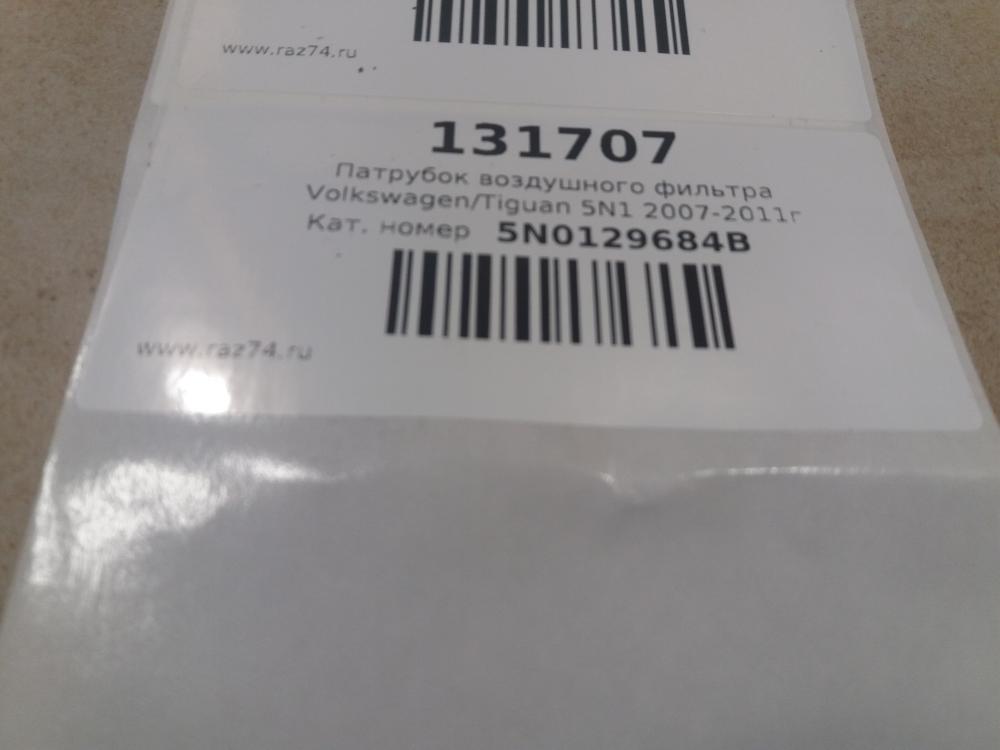 www.raz74.ru
131707
Патрубок воздушного фильтра
Volkswagen/Tiguan 5N1 2007-2011г
Кат. номер 5N0129684B
www.raz74.ru